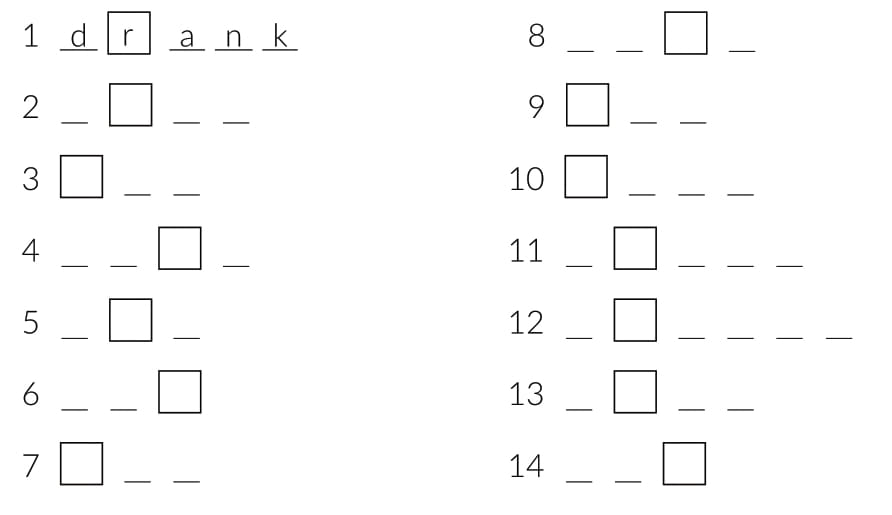 1 d r a n k
2 _ □ _ _
3 □ _ _
4 _ _ □ _
5 _ □ _
6 _ _ □
7 □ _ _
8 _ _ □ _
9 □ _ _
10 □ _ _ _
11 _ □ _ _ _
12 _ □ _ _ _ _
13 _ □ _ _
14 _ _ □